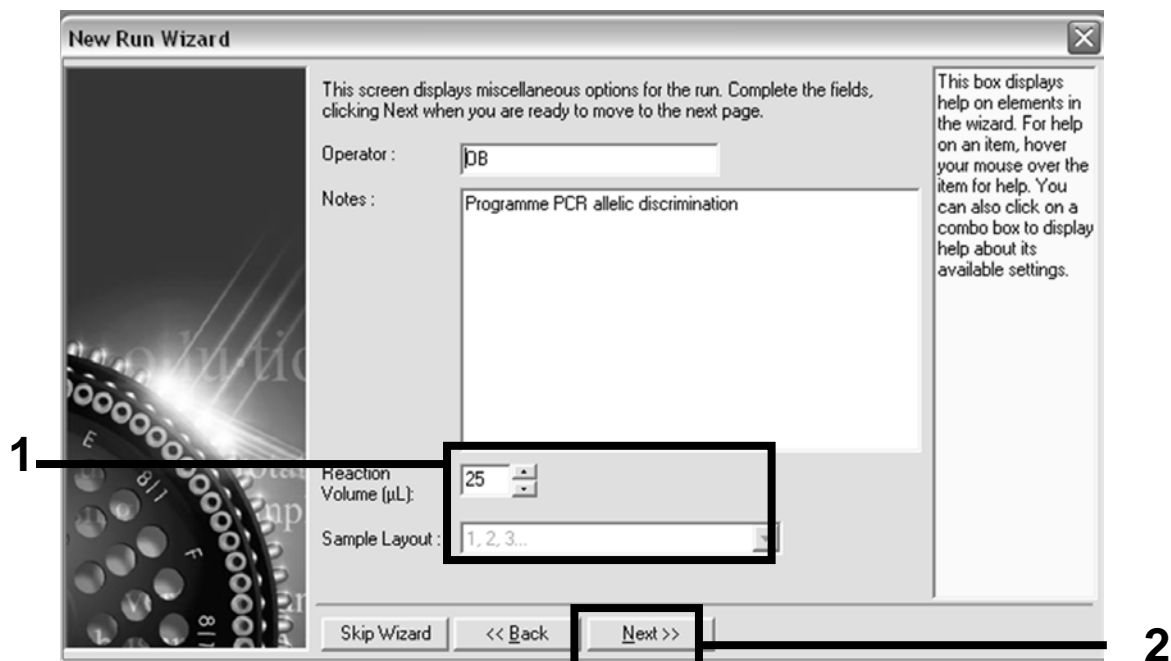 New Run Wizard
This screen displays miscellaneous options for the run. Complete the fields,
clicking Next when you are ready to move to the next page.
Operator :
DB
Notes :
Programme PCR allelic discrimination
Reaction
Volume (µL):
25
Sample Layout :
1, 2, 3...
Skip Wizard
<< Back
Next >>
This box displays
help on elements in
the wizard. For help
on an item, hover
your mouse over the
item for help. You
can also click on a
combo box to display
help about its
available settings.
1
2
E
8/1
F
8/1